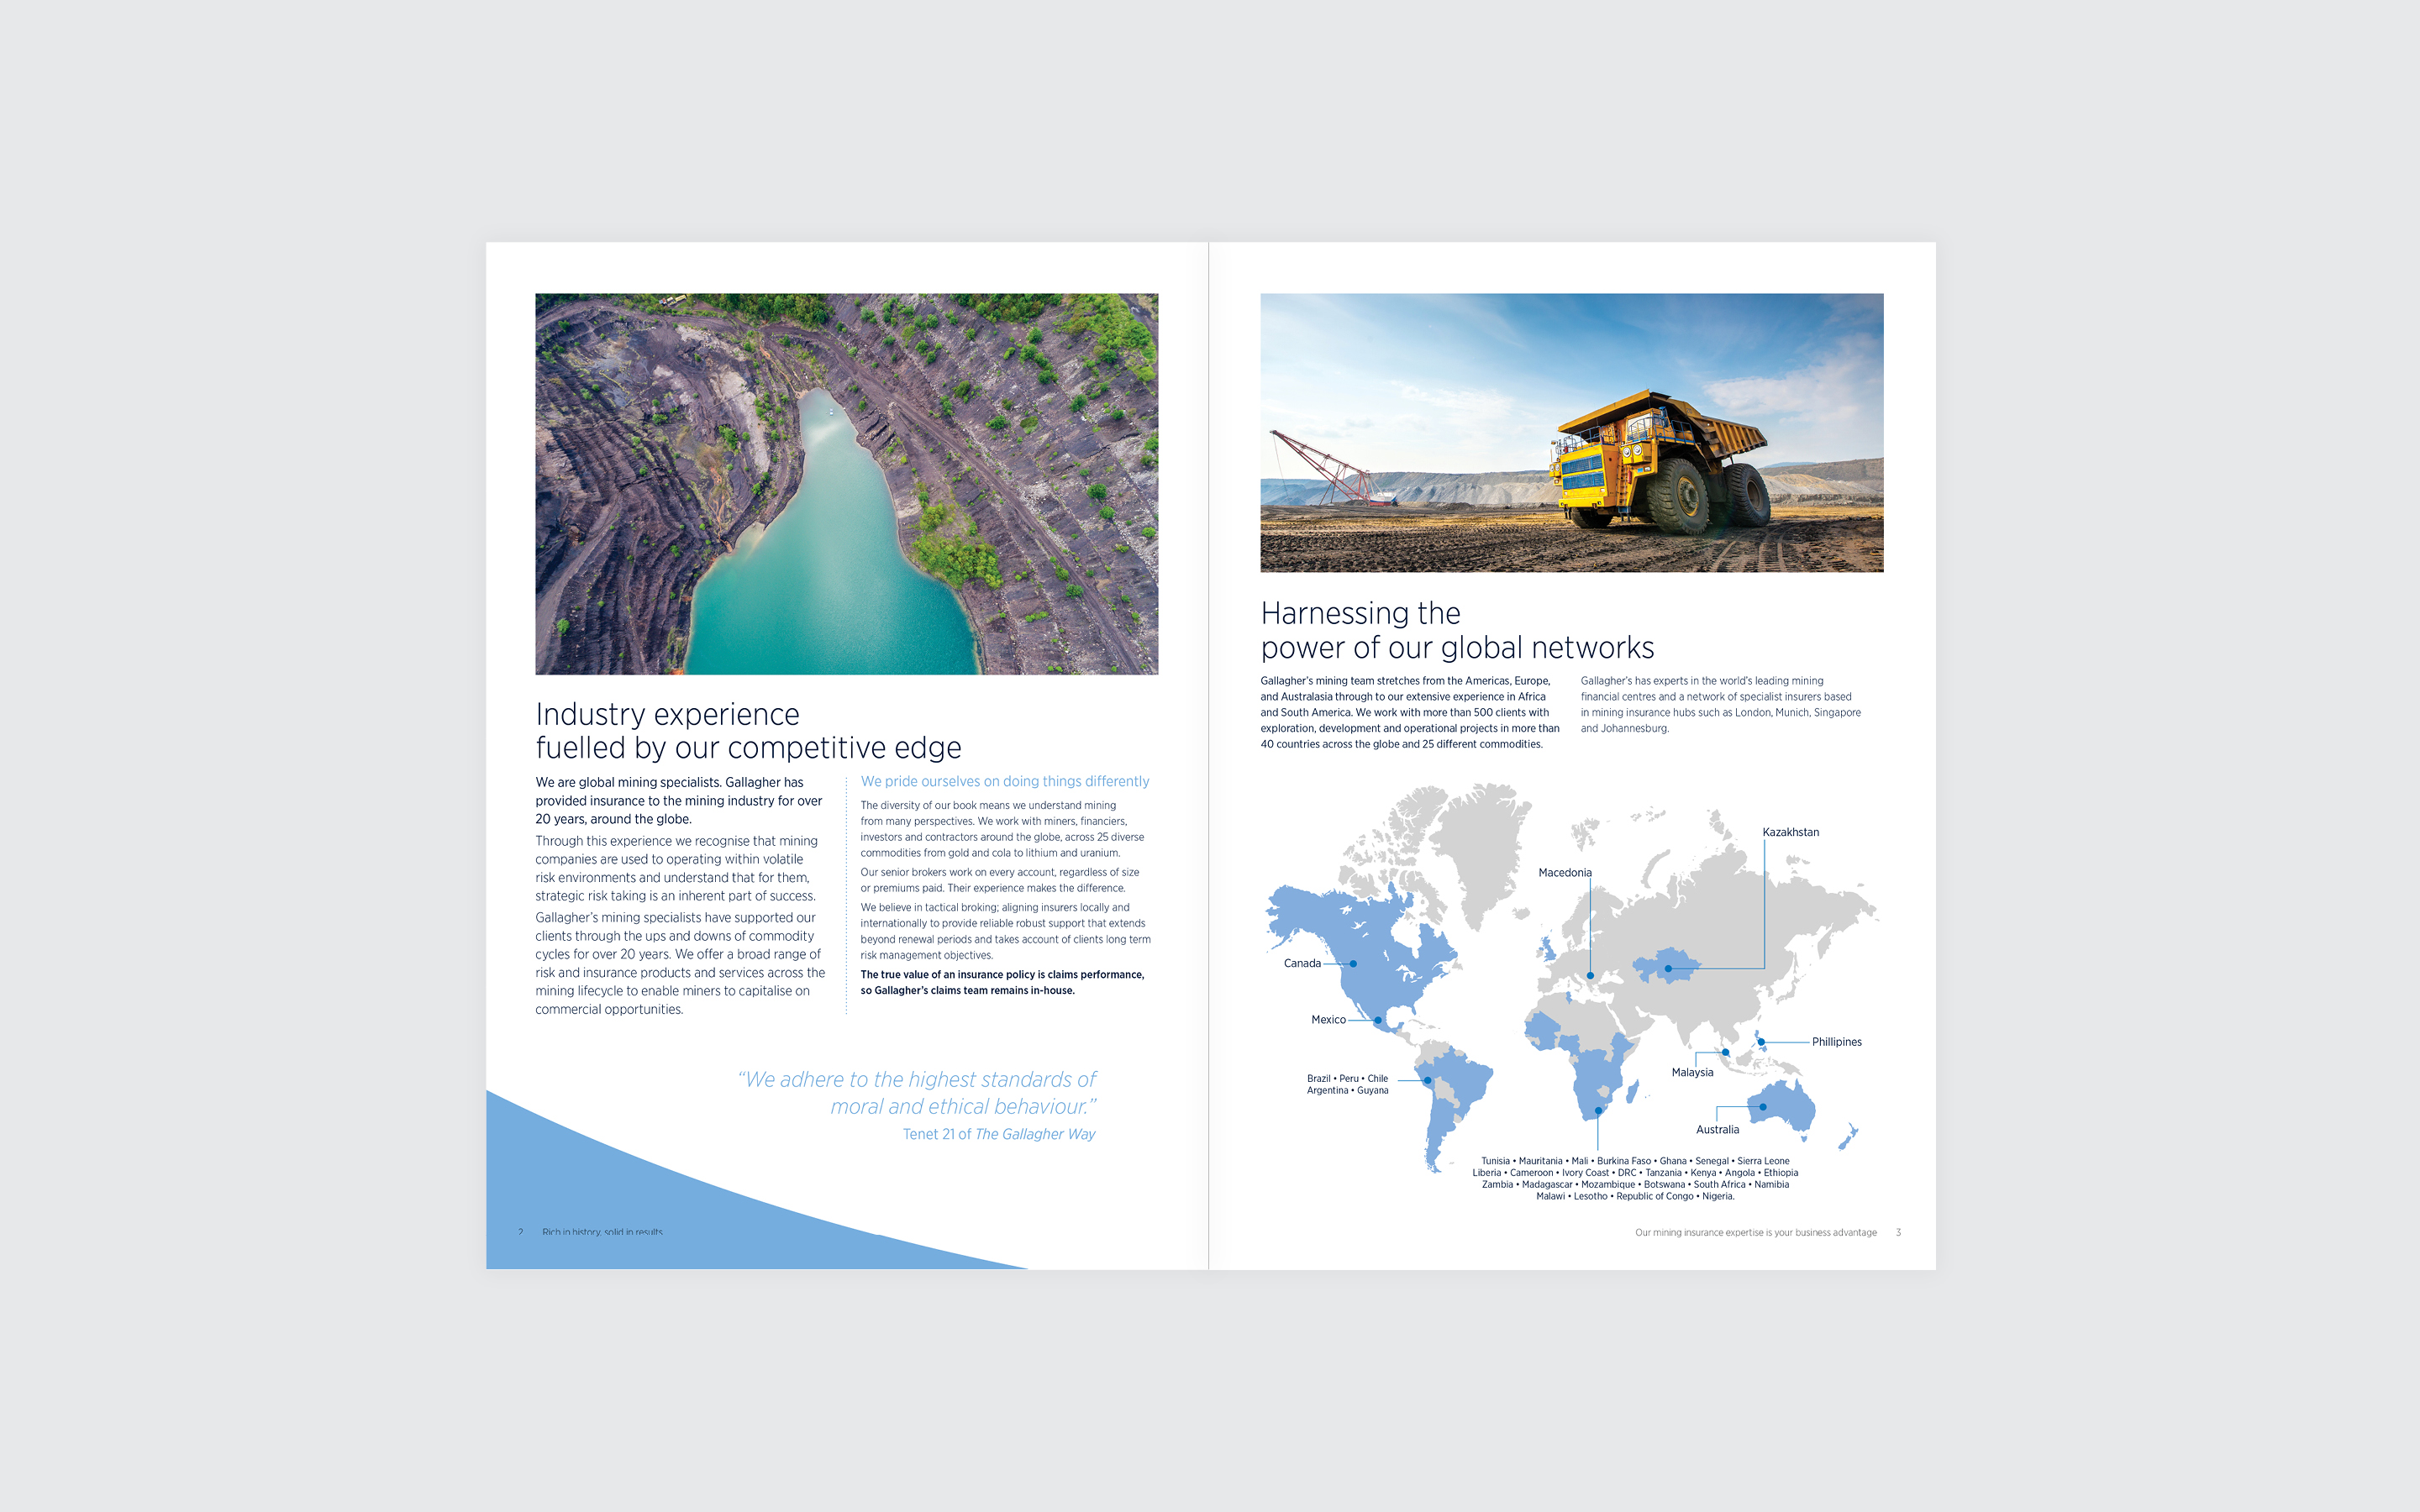 Industry experience
fuelled by our competitive edge
We are global mining specialists. Gallagher has
provided insurance to the mining industry for over
20 years, around the globe.
Through this experience we recognise that mining
companies are used to operating within volatile
risk environments and understand that for them,
strategic risk taking is an inherent part of success.
Gallagher's mining specialists have supported our
clients through the ups and downs of commodity
cycles for over 20 years. We offer a broad range of
risk and insurance products and services across the
mining lifecycle to enable miners to capitalise on
commercial opportunities.
We pride ourselves on doing things differently
The diversity of our book means we understand mining
from many perspectives. We work with miners, financiers,
investors and contractors around the globe, across 25 diverse
commodities from gold and cola to lithium and uranium.
Our senior brokers work on every account, regardless of size
or premiums paid. Their experience makes the difference.
We believe in tactical broking; aligning insurers locally and
internationally to provide reliable robust support that extends
beyond renewal periods and takes account of clients long term
risk management objectives.
The true value of an insurance policy is claims performance,
so Gallagher's claims team remains in-house.
“We adhere to the highest standards of
moral and ethical behaviour.”
Tenet 21 of The Gallagher Way
2 Rich in history, solid in results
Harnessing the
power of our global networks
Gallagher's mining team stretches from the Americas, Europe,
and Australasia through to our extensive experience in Africa
and South America. We work with more than 500 clients with
exploration, development and operational projects in more than
40 countries across the globe and 25 different commodities.
Gallagher's has experts in the world's leading mining
financial centres and a network of specialist insurers based
in mining insurance hubs such as London, Munich, Singapore
and Johannesburg.
Kazakhstan
Macedonia
Canada
Mexico
Phillipines
Malaysia
Brazil • Peru • Chile
Argentina • Guyana
Australia
Tunisia • Mauritania • Mali • Burkina Faso • Ghana • Senegal • Sierra Leone
Liberia • Cameroon • Ivory Coast • DRC • Tanzania • Kenya • Angola • Ethiopia
Zambia • Madagascar • Mozambique • Botswana • South Africa • Namibia
Malawi • Lesotho • Republic of Congo • Nigeria.
Our mining insurance expertise is your business advantage 3